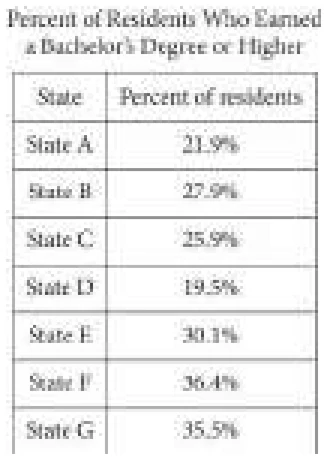 Percent of Residents Who Earned
a Bachelor's Degree or Higher
State Percent of residents
State A 21.9%
State B 27.9%
State C 25.9%
State D 19.5%
State E 30.1%
State F 36.4%
State G 35.5%